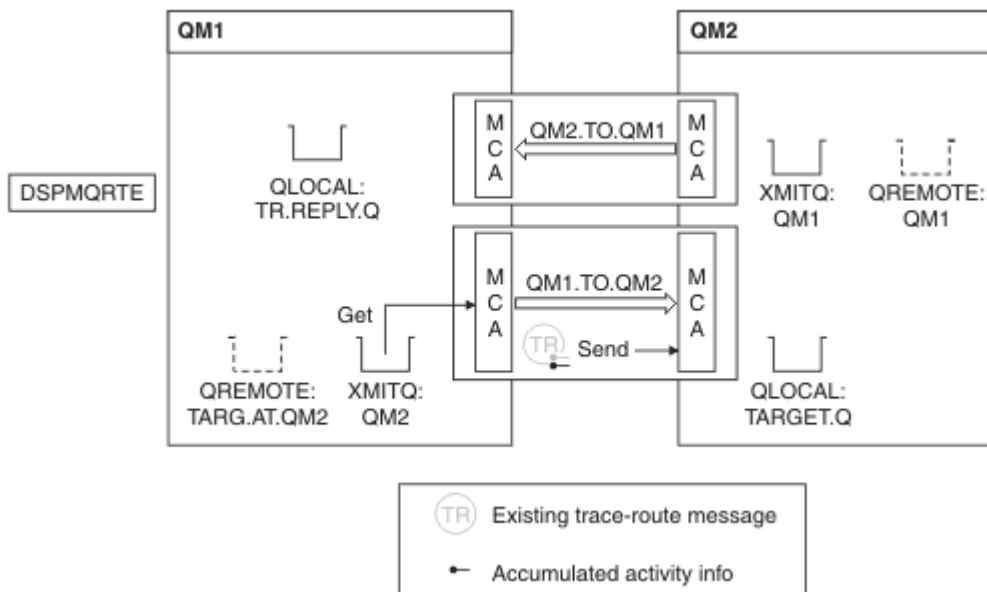 QM1
QM2
DSPMQRTE
QLOCAL:
TR.REPLY.Q
M
C
A
QM2.TO.QM1
M
C
A
XMITQ:
QM1
QREMOTE:
QM1
Get
M
C
A
QM1.TO.QM2
TR
Send
M
C
A
QREMOTE:
TARG.AT.QM2
XMITQ:
QM2
QLOCAL:
TARGET.Q
TR Existing trace-route message
Accumulated activity info